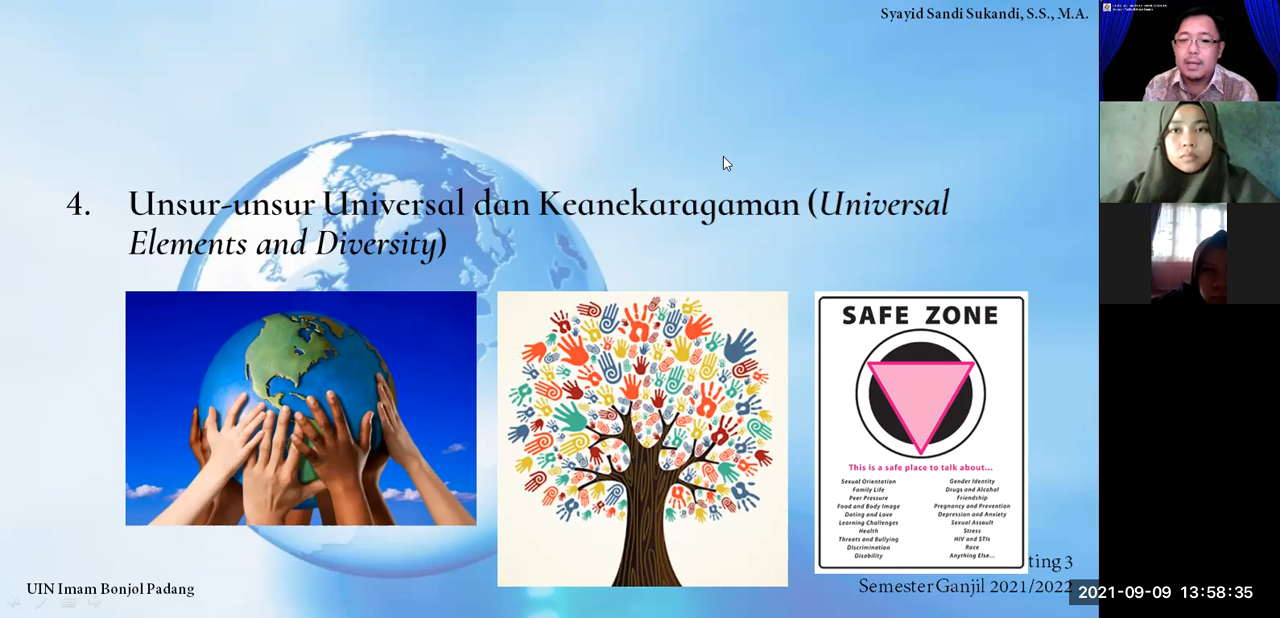 Syayid Sandi Sukandi, S.S., M.A.
4. Unsur-unsur Universal dan Keanekaragaman (Universal
Elements and Diversity)
SAFE ZONE
This is a safe place to talk about...
Sexual Orientation
Family Life
Peer Pressure
Food and Body Image
Dating and Love
Learning Challenges
Health
Threats and Bullying
Discrimination
Disability
Gender Identity
Drugs and Alcohol
Friendship
Pregnancy and Prevention
Depression and Anxiety
Sexual Assault
Stress
HIV and STIs
Race
Anything Else...
UIN Imam Bonjol Padang
ting 3
Semester Ganjil 2021/2022
2021-09-09 13:58:35